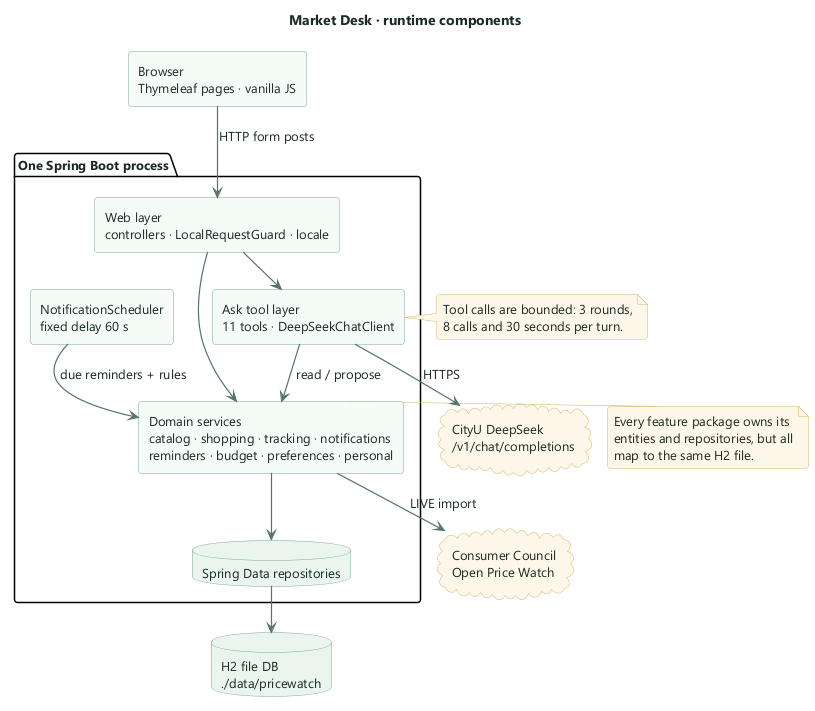 Market Desk · runtime components
Browser
Thymeleaf pages · vanilla JS
HTTP form posts
One Spring Boot process
Web layer
controllers · LocalRequestGuard · locale
NotificationScheduler
fixed delay 60 s
Ask tool layer
11 tools · DeepSeekChatClient
Tool calls are bounded: 3 rounds,
8 calls and 30 seconds per turn.
due reminders + rules
read / propose
HTTPS
Domain services
catalog · shopping · tracking · notifications
reminders · budget · preferences · personal
CityU DeepSeek
/v1/chat/completions
Every feature package owns its
entities and repositories, but all
map to the same H2 file.
LIVE import
Consumer Council
Open Price Watch
Spring Data repositories
H2 file DB
./data/pricewatch